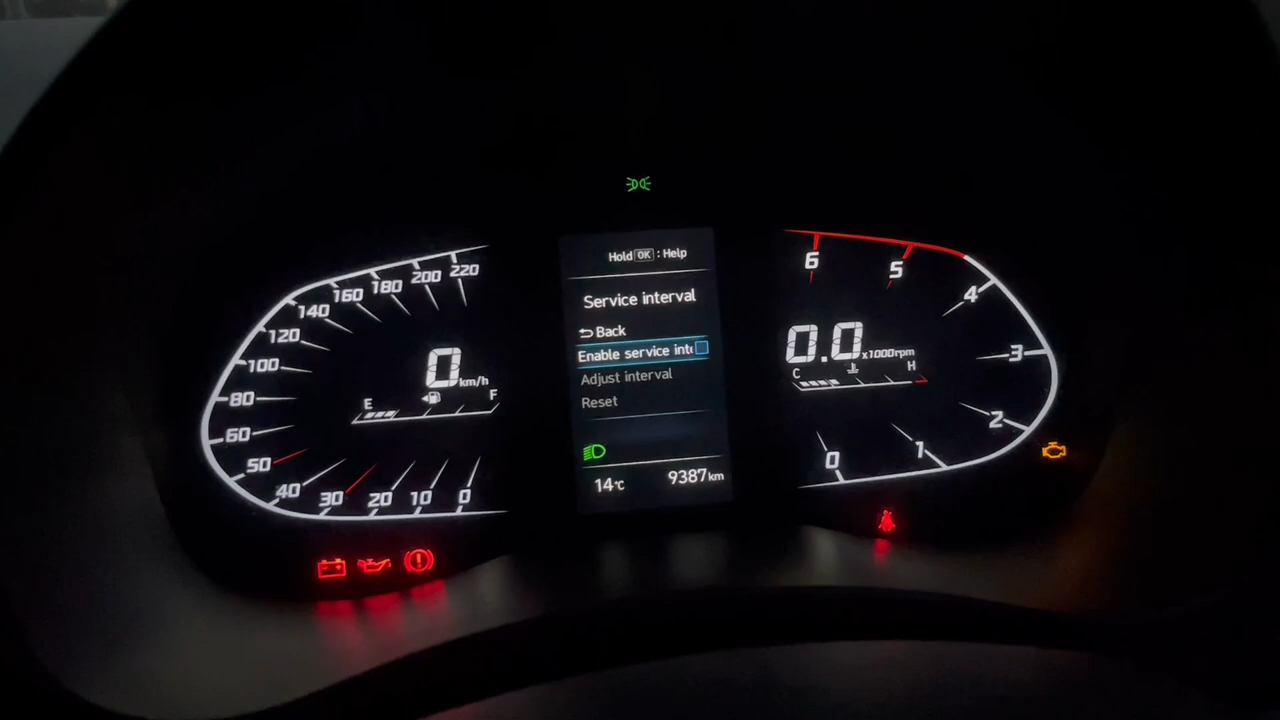 Hold OK : Help
Service interval
Back
Enable service inte
Adjust interval
Reset
14°C
9387 km
220
200
180
160
140
120
100
80
60
50
40
30
20
10
0
0 km/h
E
F
6
5
4
3
2
1
0
0.0 x1000rpm
C
H